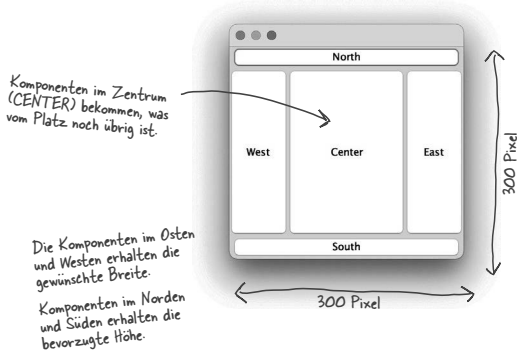 North
Komponenten im Zentrum
(CENTER) bekommen, was
vom Platz noch übrig ist.
West
Center
East
300 Pixel
South
Die Komponenten im Osten
und Westen erhalten die
gewünschte Breite.
Komponenten im Norden
und Süden erhalten die
bevorzugte Höhe.
300 Pixel